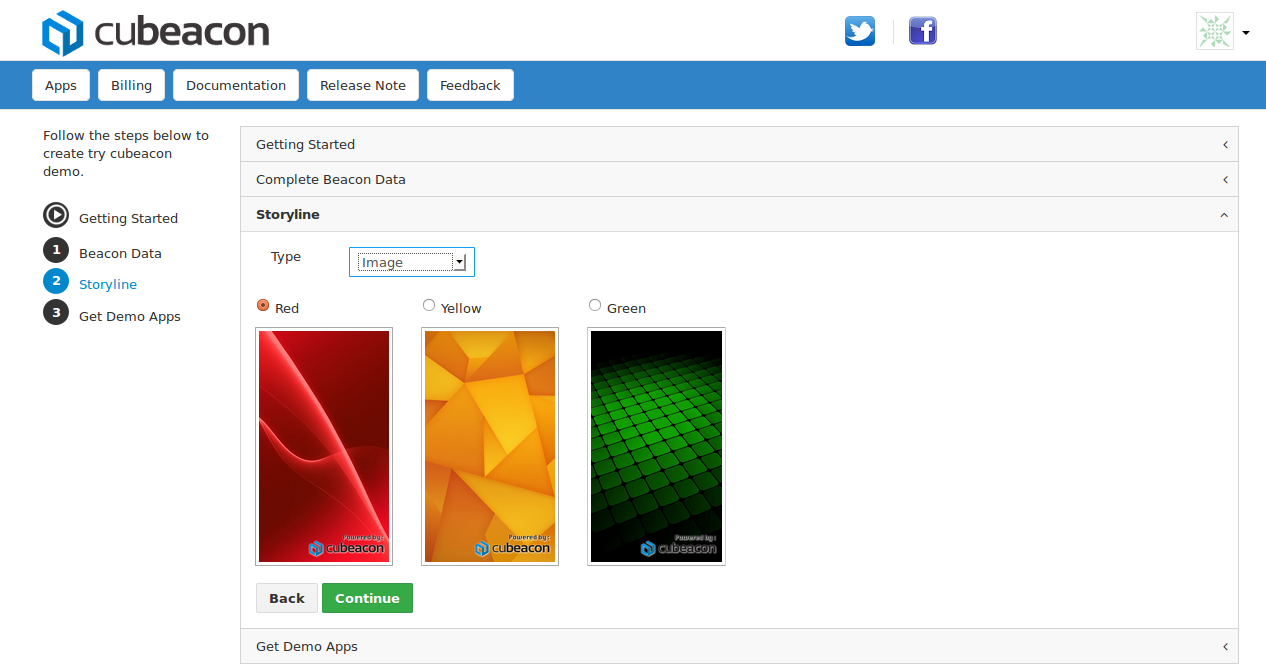 cubeacon
Apps
Billing
Documentation
Release Note
Feedback
Follow the steps below to
create try cubeacon
demo.
Getting Started
1 Beacon Data
2 Storyline
3 Get Demo Apps
Getting Started
Complete Beacon Data
Storyline
Type
Image
Red
Yellow
Green
Powered by:
cubeacon
Powered by:
cubeacon
Powered by:
cubeacon
Back
Continue
Get Demo Apps